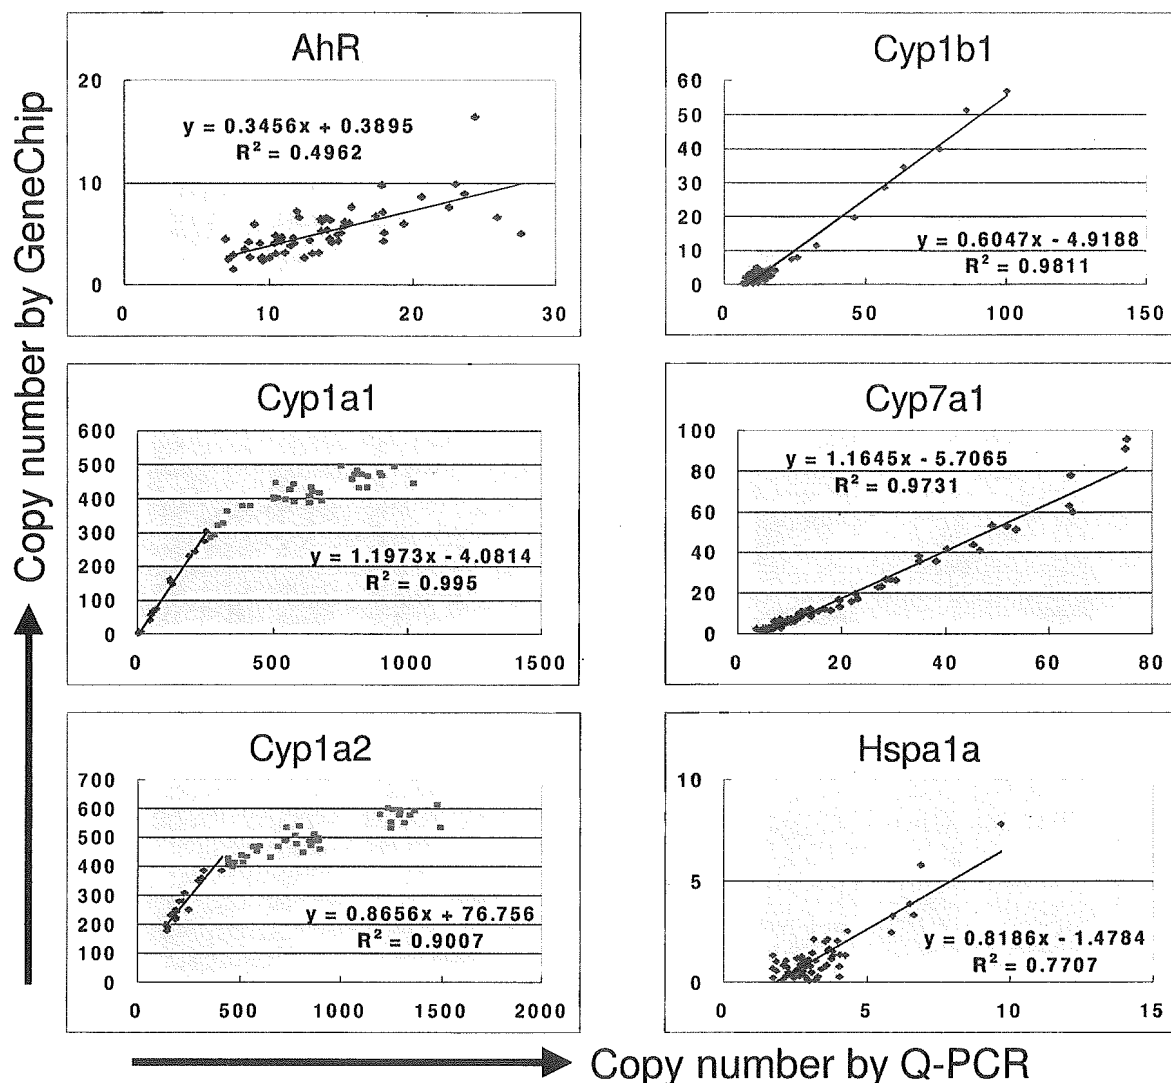 Copy number by GeneChip
AhR
20
10
0
y = 0.3456x + 0.3895
R² = 0.4962
0 10 20 30
Cyp1b1
60
50
40
30
20
10
0
y = 0.6047x - 4.9188
R² = 0.9811
0 50 100 150
Cyp1a1
600
500
400
300
200
100
0
y = 1.1973x - 4.0814
R² = 0.995
0 500 1000 1500
Cyp7a1
100
80
60
40
20
0
y = 1.1645x - 5.7065
R² = 0.9731
0 20 40 60 80
Cyp1a2
700
600
500
400
300
200
100
0
y = 0.8656x + 76.756
R² = 0.9007
0 500 1000 1500 2000
Hspa1a
10
5
0
y = 0.8186x - 1.4784
R² = 0.7707
0 5 10 15
Copy number by Q-PCR